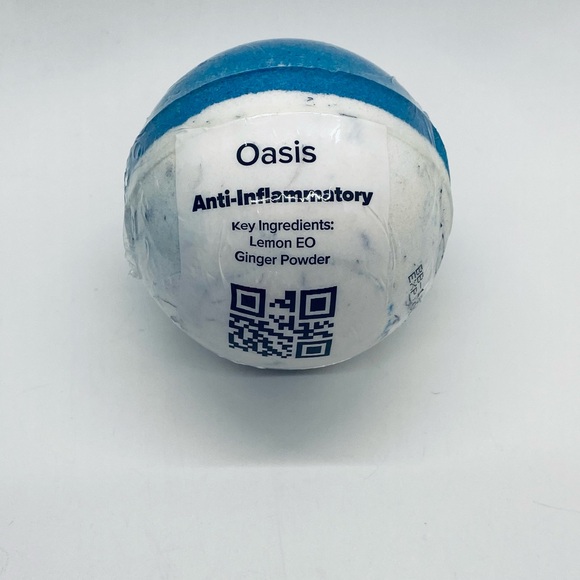 Oasis
Anti-Inflammatory
Key Ingredients:
Lemon EO
Ginger Powder